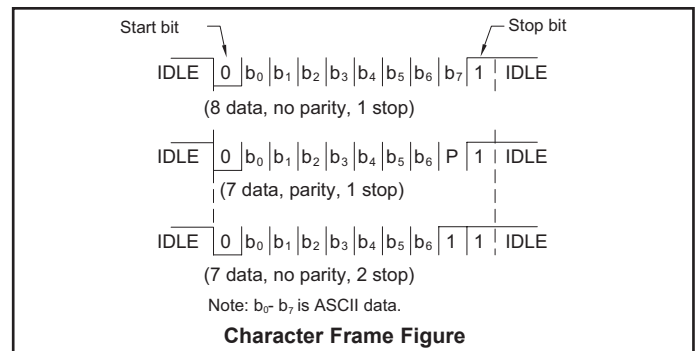 Start bit Stop bit
IDLE 0 b₀ b₁ b₂ b₃ b₄ b₅ b₆ b₇ 1 IDLE
(8 data, no parity, 1 stop)
IDLE 0 b₀ b₁ b₂ b₃ b₄ b₅ b₆ P 1 IDLE
(7 data, parity, 1 stop)
IDLE 0 b₀ b₁ b₂ b₃ b₄ b₅ b₆ 1 1 IDLE
(7 data, no parity, 2 stop)
Note: b₀- b₇ is ASCII data.
Character Frame Figure